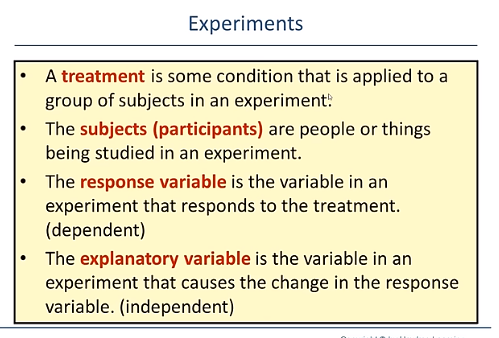 Experiments
• A treatment is some condition that is applied to a
group of subjects in an experiment.
• The subjects (participants) are people or things
being studied in an experiment.
• The response variable is the variable in an
experiment that responds to the treatment.
(dependent)
• The explanatory variable is the variable in an
experiment that causes the change in the response
variable. (independent)